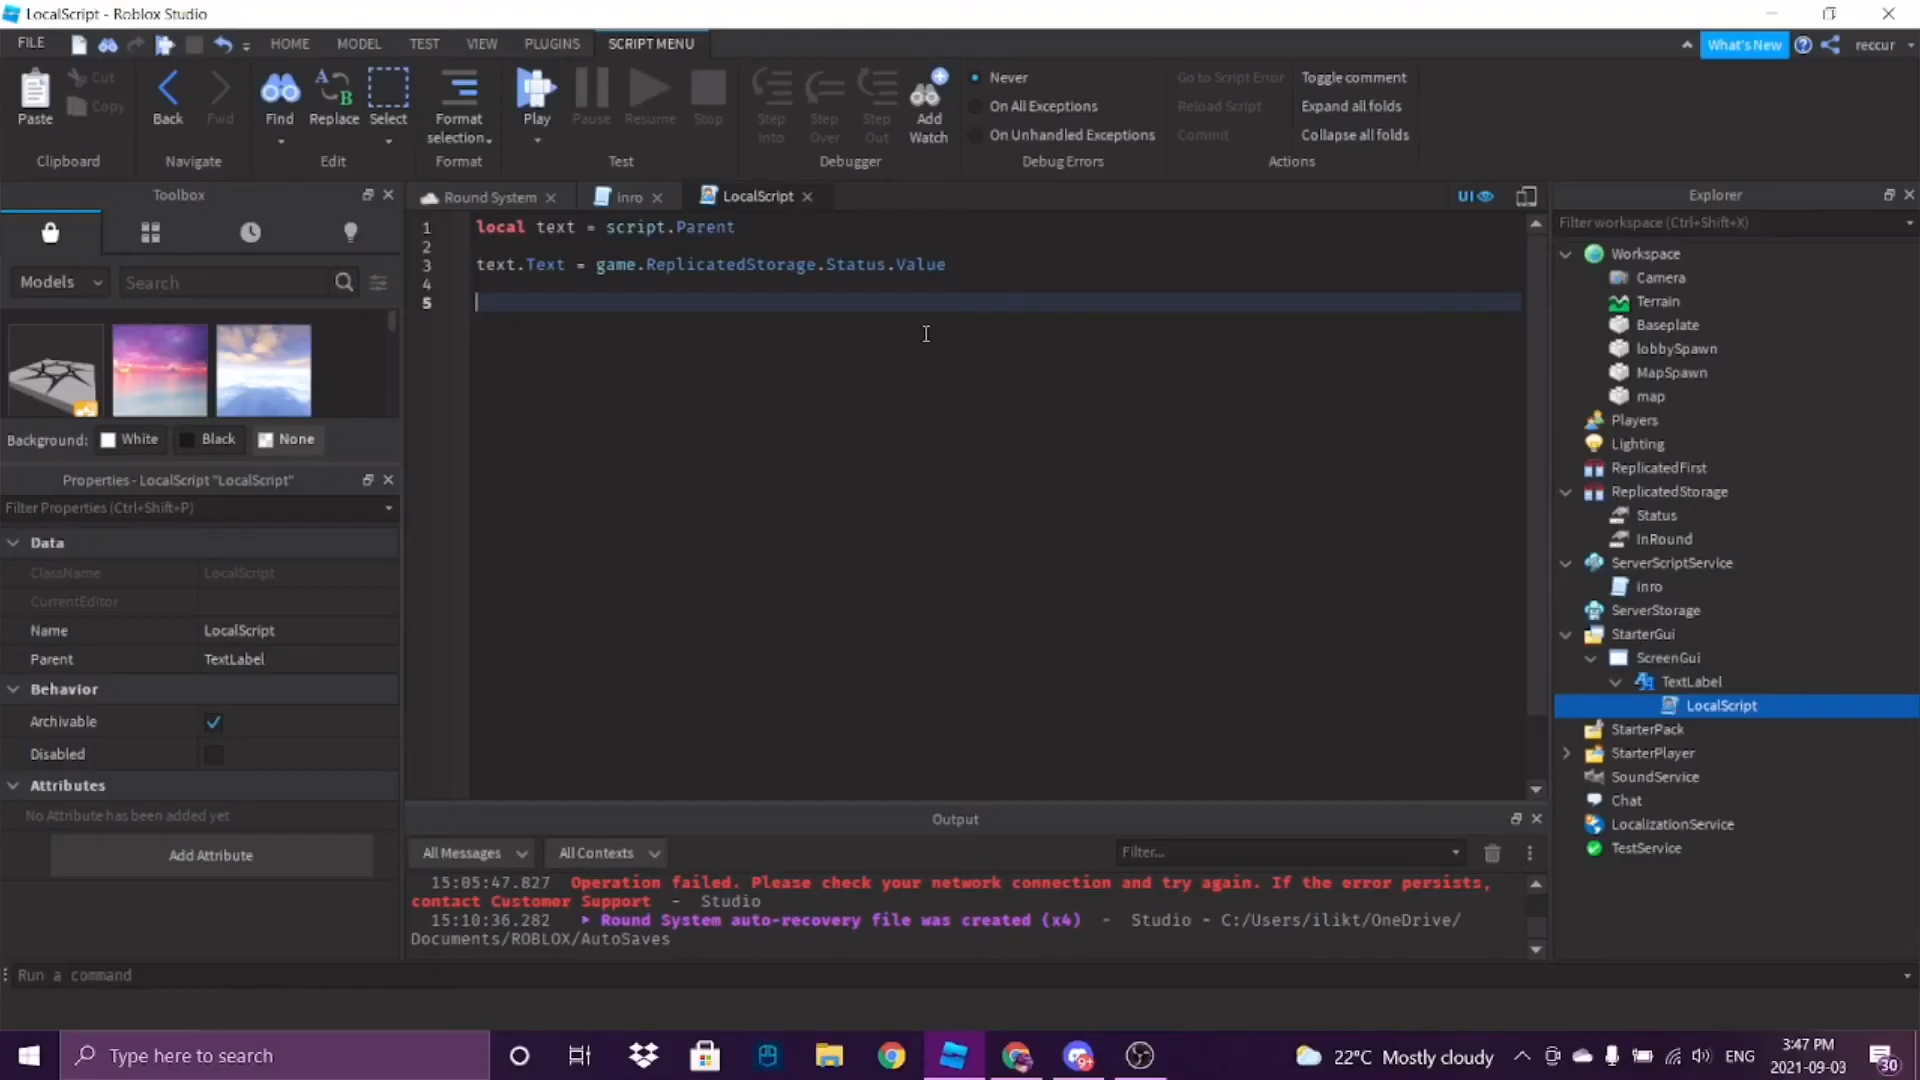 LocalScript - Roblox Studio
FILE
HOME
MODEL
TEST
VIEW
PLUGINS
SCRIPT MENU
What's New
reccur
Paste
Cut
Copy
Clipboard
Back
Fwd
Navigate
Find
Replace
Select
Edit
Format
selection
Format
Play
Pause
Resume
Stop
Test
Step
Into
Step
Over
Step
Out
Add
Watch
Debugger
Never
On All Exceptions
On Unhandled Exceptions
Debug Errors
Go to Script Error
Reload Script
Commit
Toggle comment
Expand all folds
Collapse all folds
Actions
Toolbox
Models
Search
Background:
White
Black
None
Properties - LocalScript "LocalScript"
Filter Properties (Ctrl+Shift+P)
Data
ClassName LocalScript
CurrentEditor
Name LocalScript
Parent TextLabel
Behavior
Archivable
Disabled
Attributes
No Attribute has been added yet
Add Attribute
Round System
inro
LocalScript
UI
1 local text = script.Parent
2
3 text.Text = game.ReplicatedStorage.Status.Value
4
5
Output
All Messages
All Contexts
Filter...
15:05:47.827 Operation failed. Please check your network connection and try again. If the error persists,
contact Customer Support - Studio
15:10:36.282 Round System auto-recovery file was created (x4) - Studio - C:/Users/ilikt/OneDrive/
Documents/ROBLOX/AutoSaves
Run a command
Explorer
Filter workspace (Ctrl+Shift+X)
Workspace
Camera
Terrain
Baseplate
lobbySpawn
MapSpawn
map
Players
Lighting
ReplicatedFirst
ReplicatedStorage
Status
InRound
ServerScriptService
inro
ServerStorage
StarterGui
ScreenGui
TextLabel
LocalScript
StarterPack
StarterPlayer
SoundService
Chat
LocalizationService
TestService
Type here to search
22°C Mostly cloudy
ENG
3:47 PM
2021-09-03
30